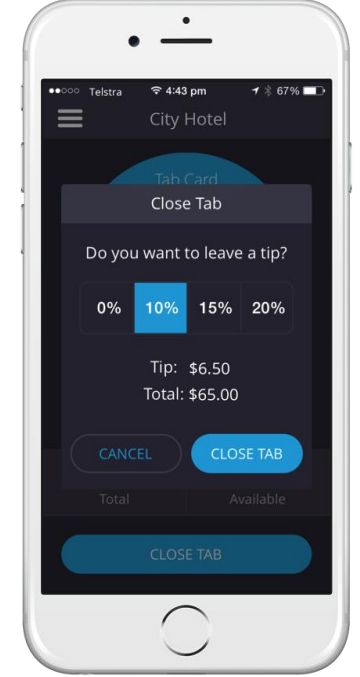 Telstra 4:43 pm 67%
City Hotel
Tab Card
Close Tab
Do you want to leave a tip?
0% 10% 15% 20%
Tip: $6.50
Total: $65.00
CANCEL CLOSE TAB
Total Available
CLOSE TAB